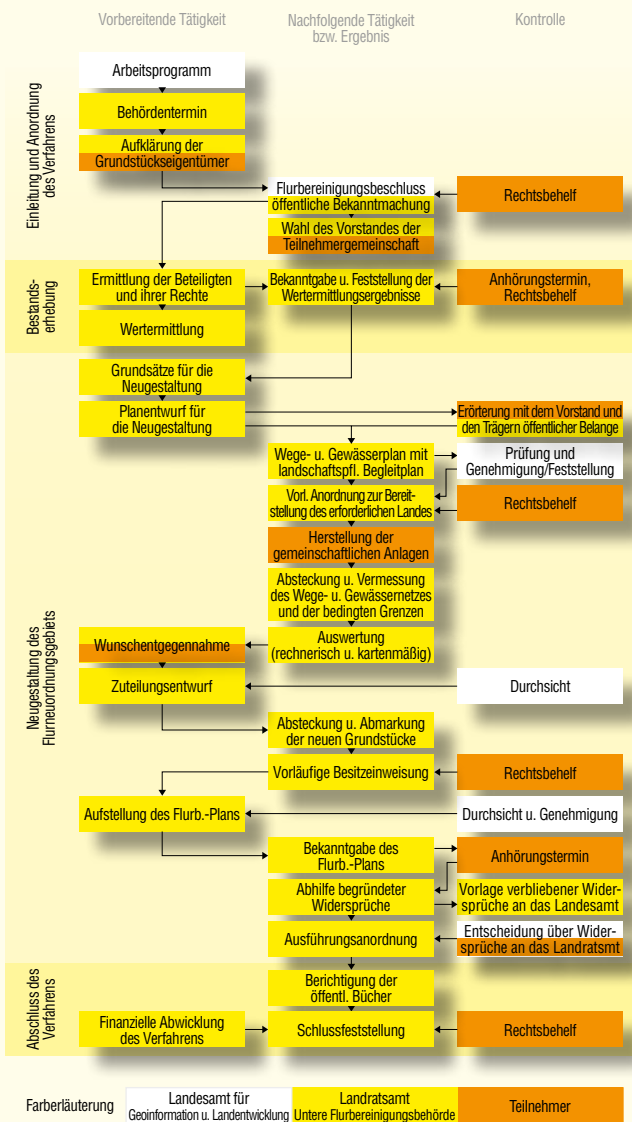 Vorbereitende Tätigkeit
Nachfolgende Tätigkeit
bzw. Ergebnis
Kontrolle
Einleitung und Anordnung
des Verfahrens
Arbeitsprogramm
Behördentermin
Aufklärung der
Grundstückseigentümer
Flurbereinigungsbeschluss
öffentliche Bekanntmachung
Rechtsbehelf
Wahl des Vorstandes der
Teilnehmergemeinschaft
Bestands-
erhebung
Ermittlung der Beteiligten
und ihrer Rechte
Bekanntgabe u. Feststellung der
Wertermittlungsergebnisse
Anhörungstermin,
Rechtsbehelf
Wertermittlung
Neugestaltung des
Flurneuordnungsgebiets
Grundsätze für die
Neugestaltung
Planentwurf für
die Neugestaltung
Erörterung mit dem Vorstand und
den Trägern öffentlicher Belange
Wege- u. Gewässerplan mit
landschaftspfl. Begleitplan
Prüfung und
Genehmigung/Feststellung
Vorl. Anordnung zur Bereit-
stellung des erforderlichen Landes
Rechtsbehelf
Herstellung der
gemeinschaftlichen Anlagen
Absteckung u. Vermessung
des Wege- u. Gewässernetzes
und der bedingten Grenzen
Wunschentgegennahme
Auswertung
(rechnerisch u. kartenmäßig)
Zuteilungsentwurf
Durchsicht
Absteckung u. Abmarkung
der neuen Grundstücke
Vorläufige Besitzeinweisung
Rechtsbehelf
Aufstellung des Flurb.-Plans
Durchsicht u. Genehmigung
Bekanntgabe des
Flurb.-Plans
Anhörungstermin
Abhilfe begründeter
Widersprüche
Vorlage verbliebener Wider-
sprüche an das Landesamt
Ausführungsanordnung
Entscheidung über Wider-
sprüche an das Landratsmt
Abschluss des
Verfahrens
Berichtigung der
öffentl. Bücher
Finanzielle Abwicklung
des Verfahrens
Schlussfeststellung
Rechtsbehelf
Farberläuterung
Landesamt für
Geoinformation u. Landentwicklung
Landratsamt
Untere Flurbereinigungsbehörde
Teilnehmer